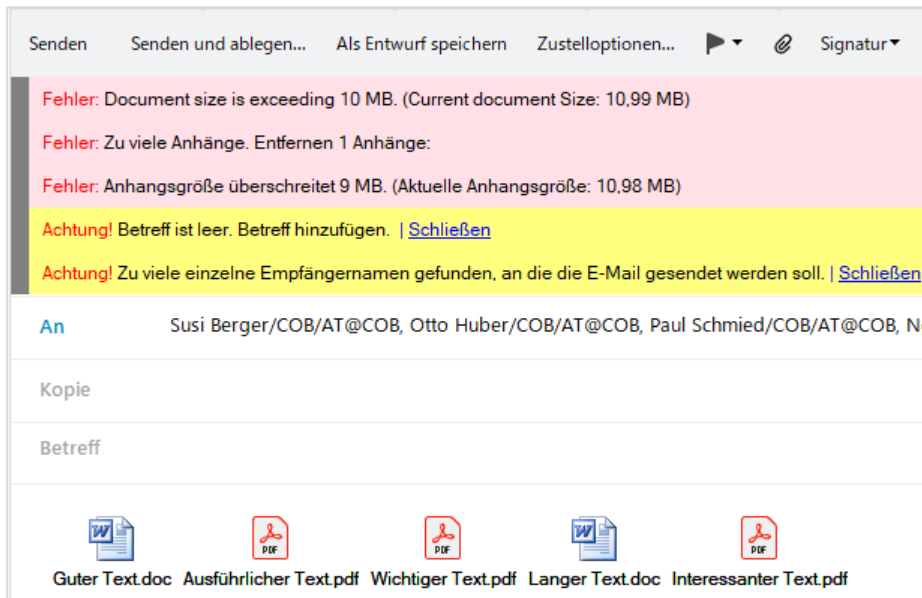 Senden Senden und ablegen... Als Entwurf speichern Zustelloptionen... Signatur
Fehler: Document size is exceeding 10 MB. (Current document Size: 10,99 MB)
Fehler: Zu viele Anhänge. Entfernen 1 Anhänge:
Fehler: Anhangsgröße überschreitet 9 MB. (Aktuelle Anhangsgröße: 10,98 MB)
Achtung! Betreff ist leer. Betreff hinzufügen. | Schließen
Achtung! Zu viele einzelne Empfängernamen gefunden, an die die E-Mail gesendet werden soll. | Schließen
An Susi Berger/COB/AT@COB, Otto Huber/COB/AT@COB, Paul Schmied/COB/AT@COB,
Kopie
Betreff
Guter Text.doc Ausführlicher Text.pdf Wichtiger Text.pdf Langer Text.doc Interessanter Text.pdf